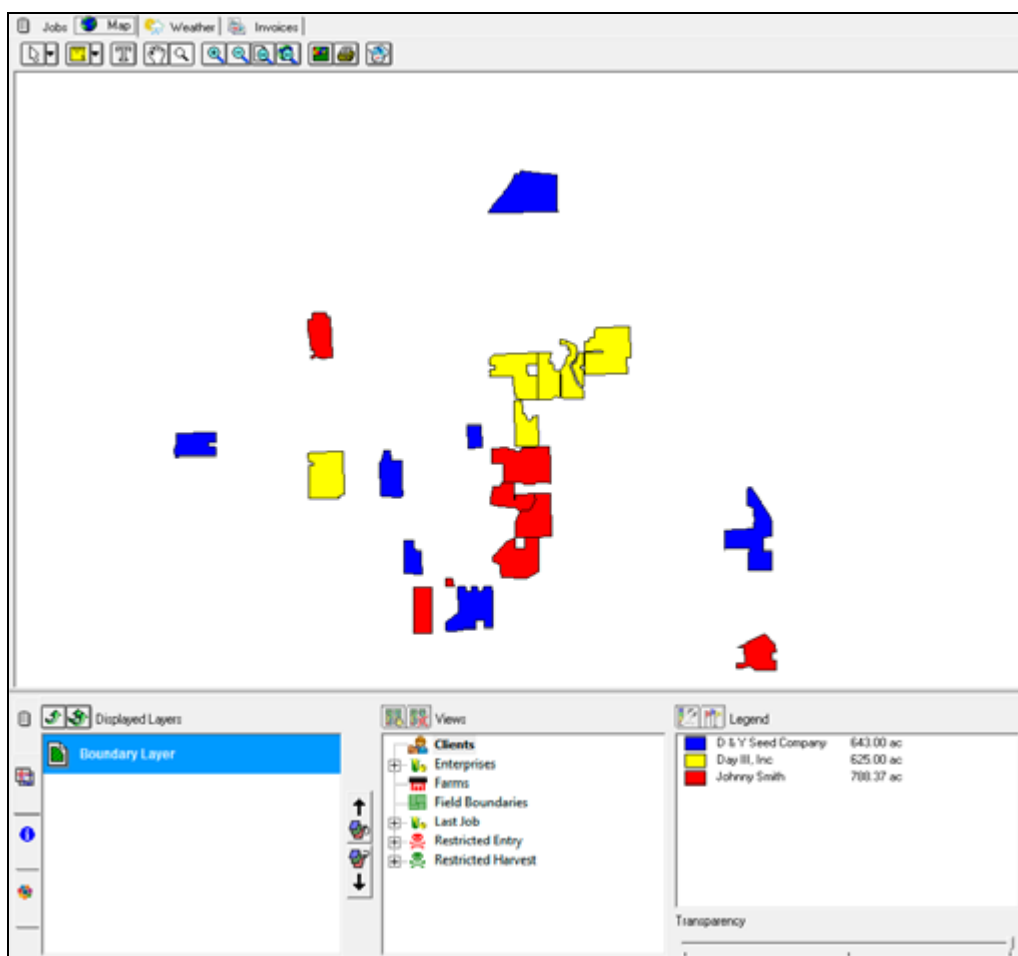 Jobs Map Weather Invoices
T
Displayed Layers
Boundary Layer
Views
Clients
Enterprises
Farms
Field Boundaries
Last Job
Restricted Entry
Restricted Harvest
Legend
D & Y Seed Company 643.00 ac
Day III, Inc 625.00 ac
Johnny Smith 788.37 ac
Transparency